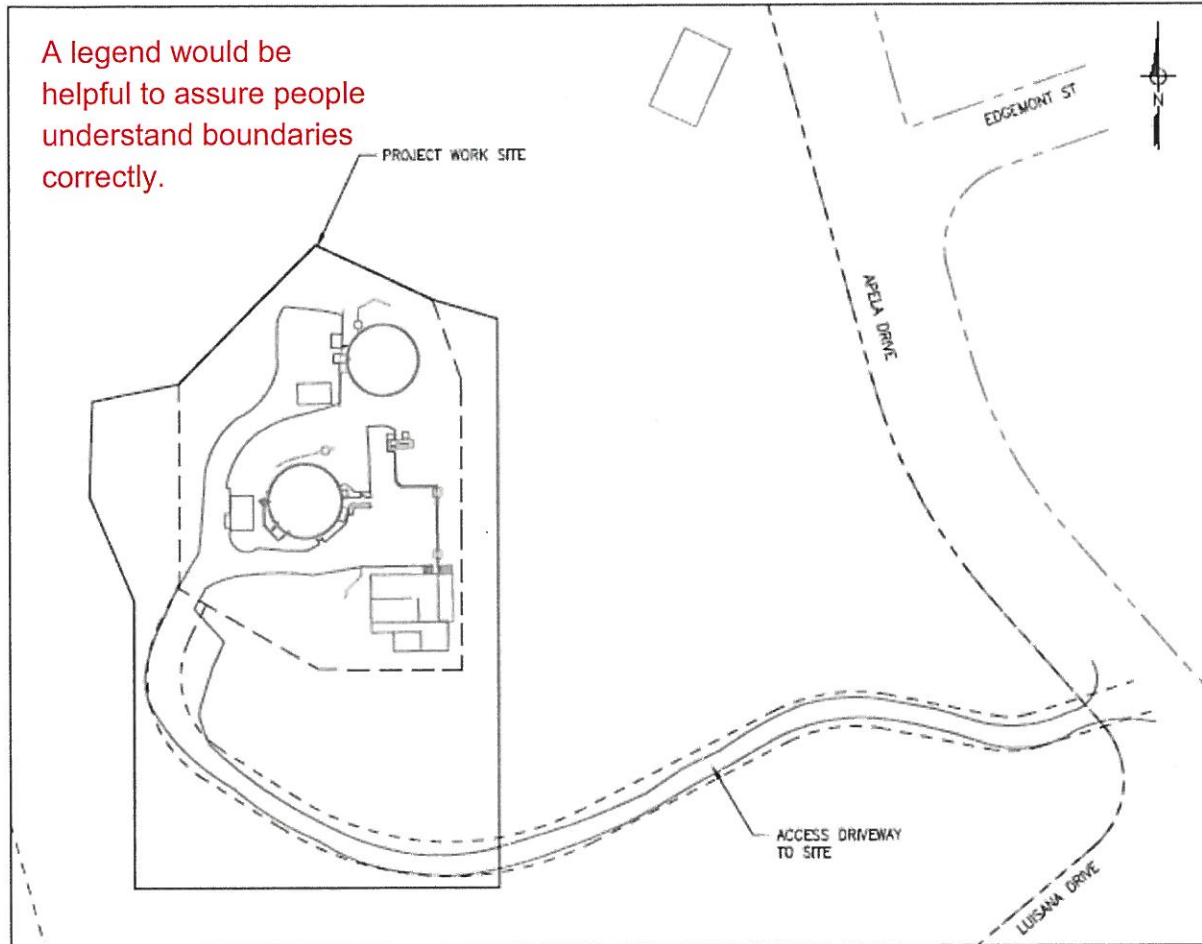 A legend would be
helpful to assure people
understand boundaries
correctly.
PROJECT WORK SITE
EDGEMONT ST
N
APELA DRIVE
ACCESS DRIVEWAY
TO SITE
LUISANA DRIVE